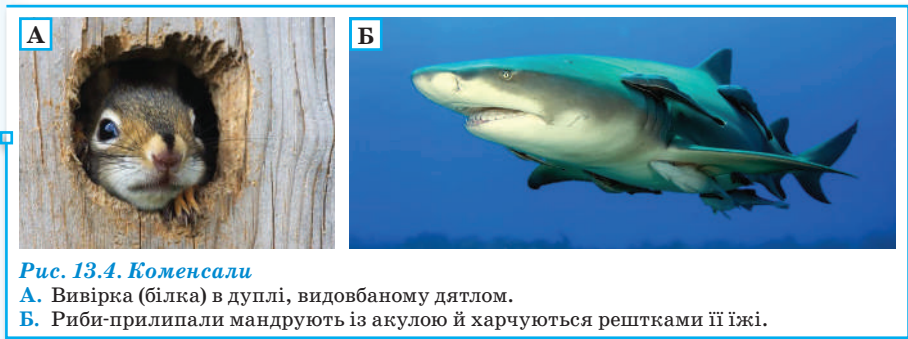 А
Б
Рис. 13.4. Коменсали
А. Вивірка (білка) в дуплі, видовбаному дятлом.
Б. Риби-прилипали мандрують із акулою й харчуються рештками її їжі.